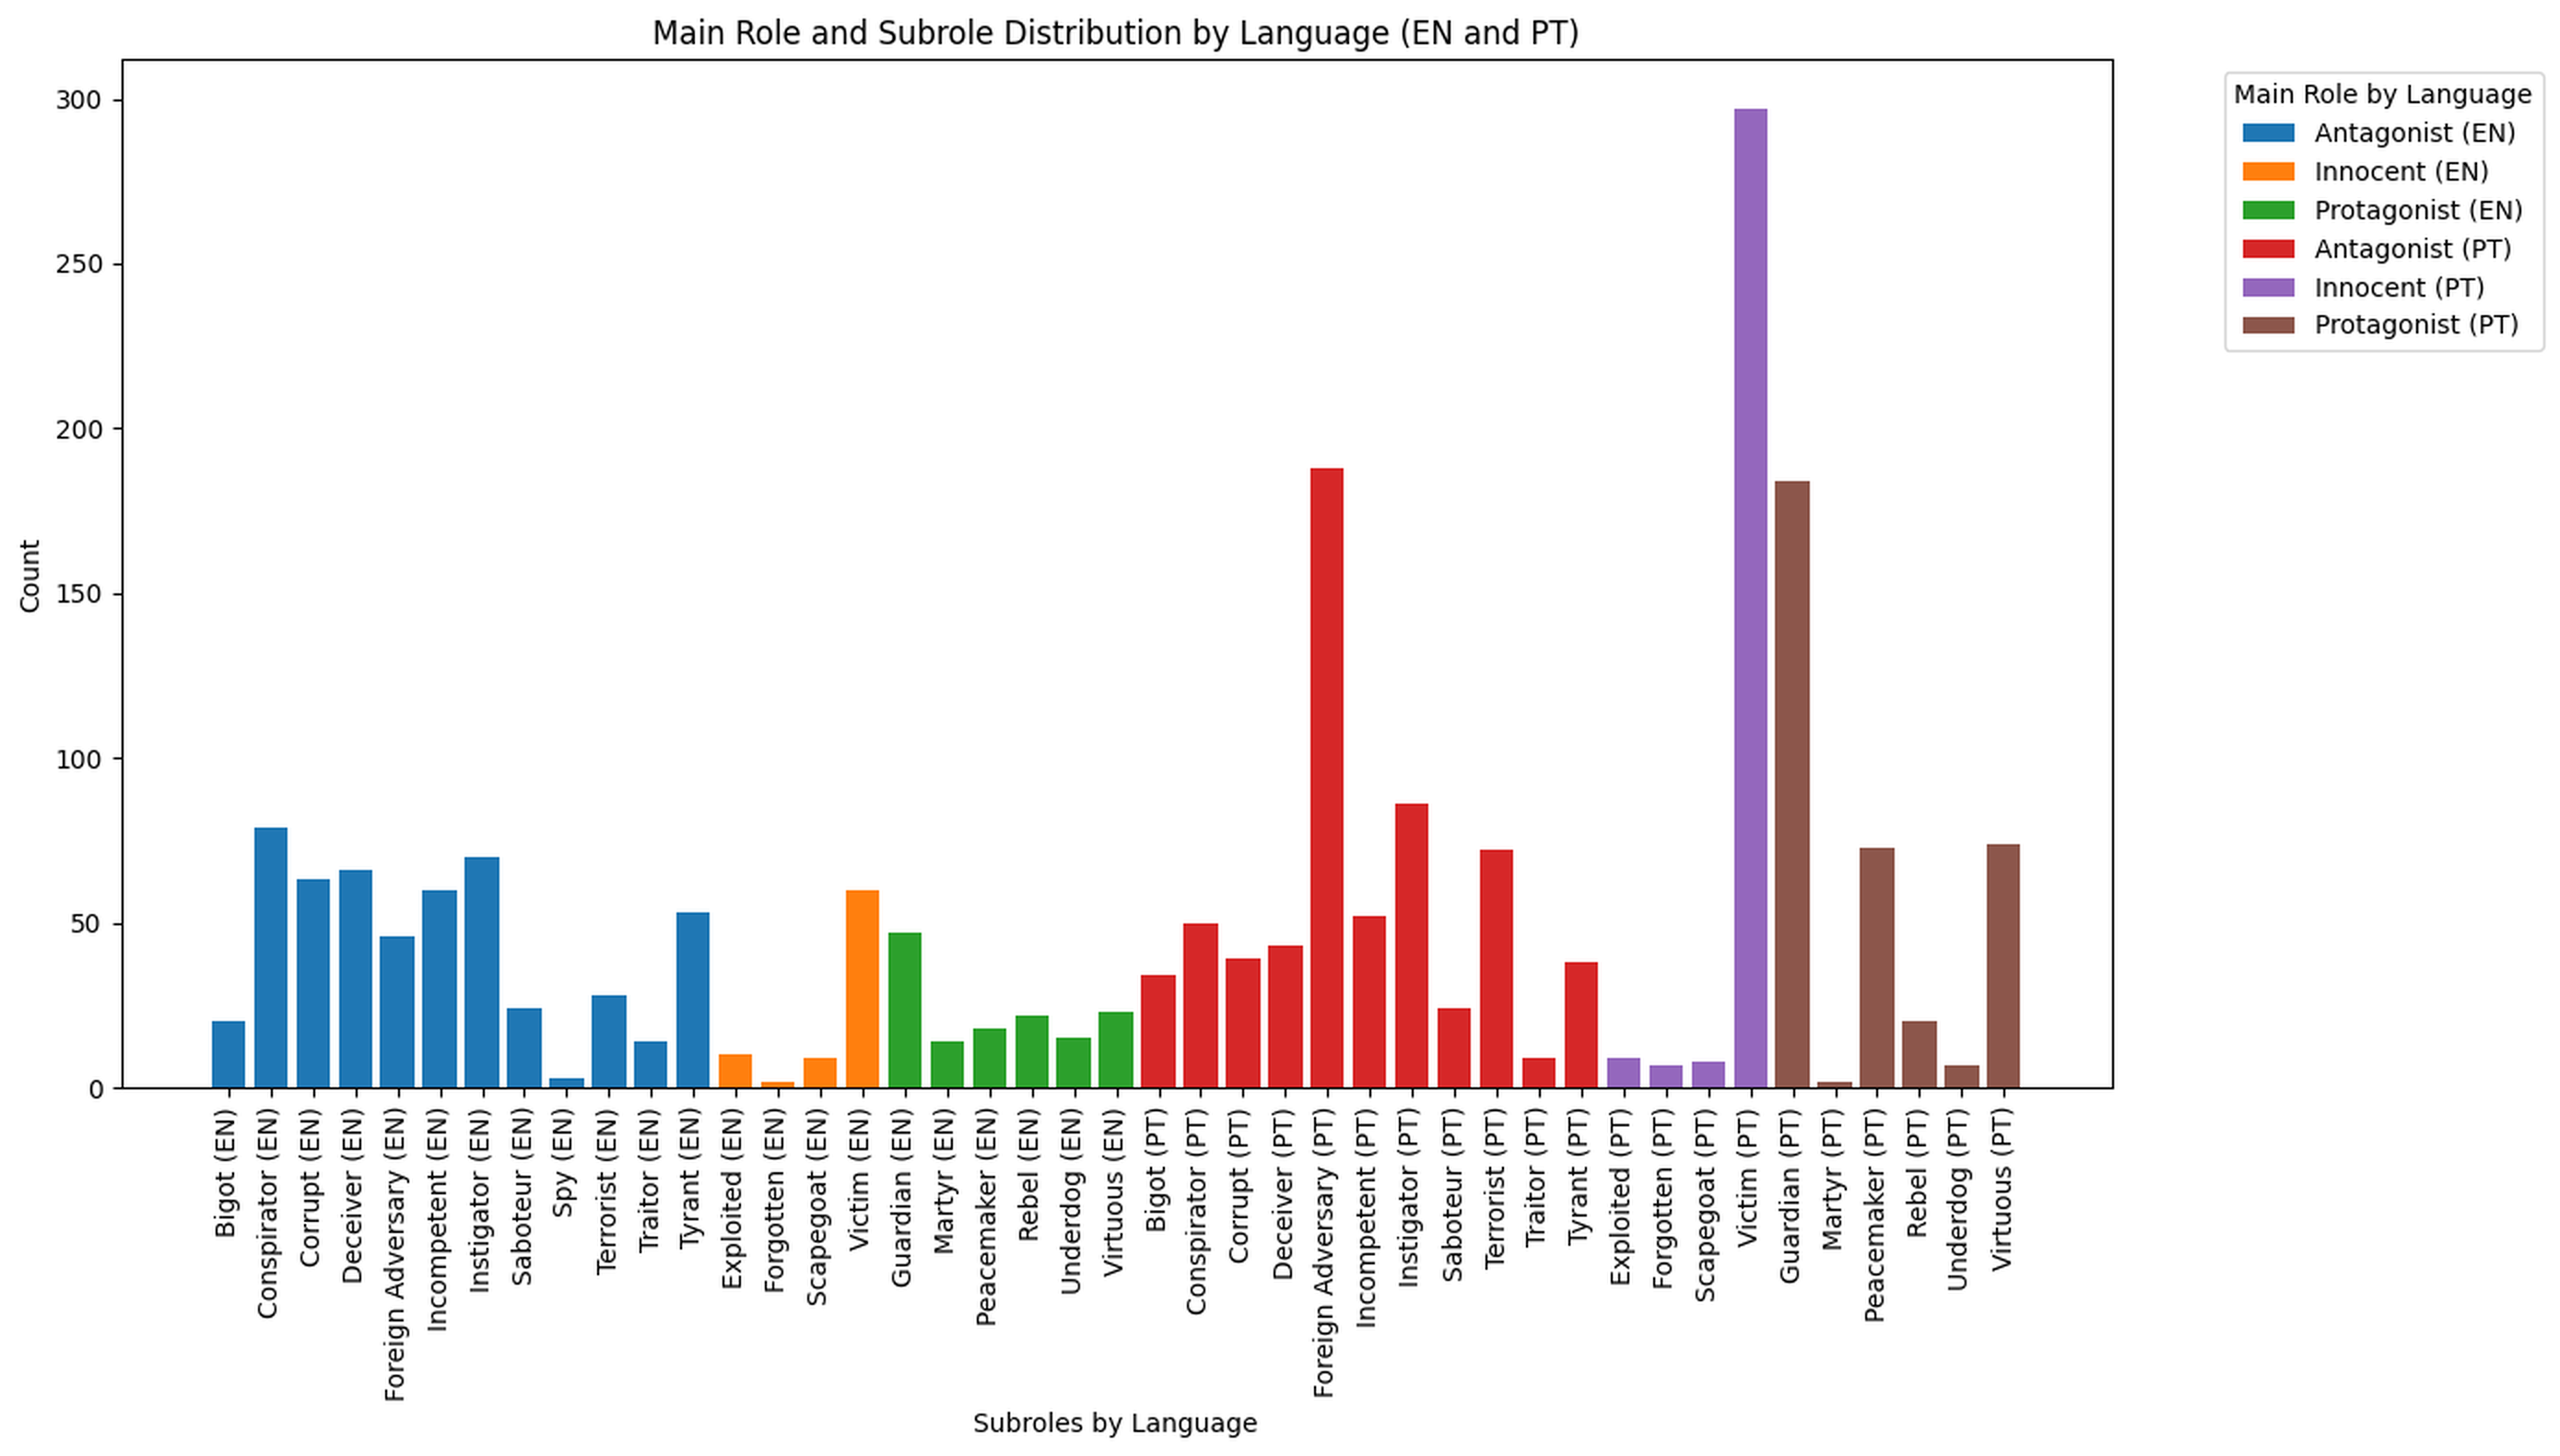 Main Role and Subrole Distribution by Language (EN and PT)
Main Role by Language
Antagonist (EN)
Innocent (EN)
Protagonist (EN)
Antagonist (PT)
Innocent (PT)
Protagonist (PT)
Count
300
250
200
150
100
50
0
Bigot (EN)
Conspirator (EN)
Corrupt (EN)
Deceiver (EN)
Foreign Adversary (EN)
Incompetent (EN)
Instigator (EN)
Saboteur (EN)
Spy (EN)
Terrorist (EN)
Traitor (EN)
Tyrant (EN)
Exploited (EN)
Forgotten (EN)
Scapegoat (EN)
Victim (EN)
Guardian (EN)
Martyr (EN)
Peacemaker (EN)
Rebel (EN)
Underdog (EN)
Virtuous (EN)
Bigot (PT)
Conspirator (PT)
Corrupt (PT)
Deceiver (PT)
Foreign Adversary (PT)
Incompetent (PT)
Instigator (PT)
Saboteur (PT)
Terrorist (PT)
Traitor (PT)
Tyrant (PT)
Exploited (PT)
Forgotten (PT)
Scapegoat (PT)
Victim (PT)
Guardian (PT)
Martyr (PT)
Peacemaker (PT)
Rebel (PT)
Underdog (PT)
Virtuous (PT)
Subroles by Language